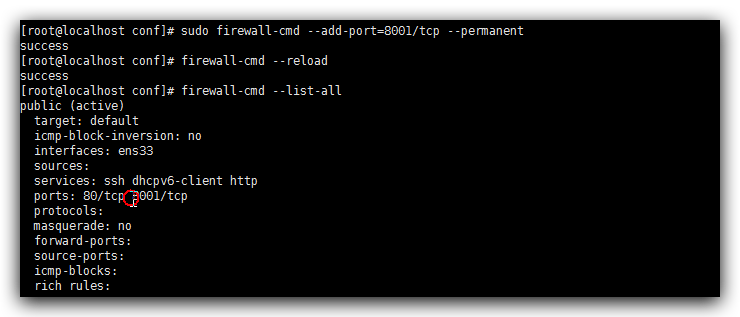 [root@localhost conf]# sudo firewall-cmd --add-port=8001/tcp --permanent
success
[root@localhost conf]# firewall-cmd --reload
success
[root@localhost conf]# firewall-cmd --list-all
public (active)
  target: default
  icmp-block-inversion: no
  interfaces: ens33
  sources:
  services: ssh dhcpv6-client http
  ports: 80/tcp 8001/tcp
  protocols:
  masquerade: no
  forward-ports:
  source-ports:
  icmp-blocks:
  rich rules: